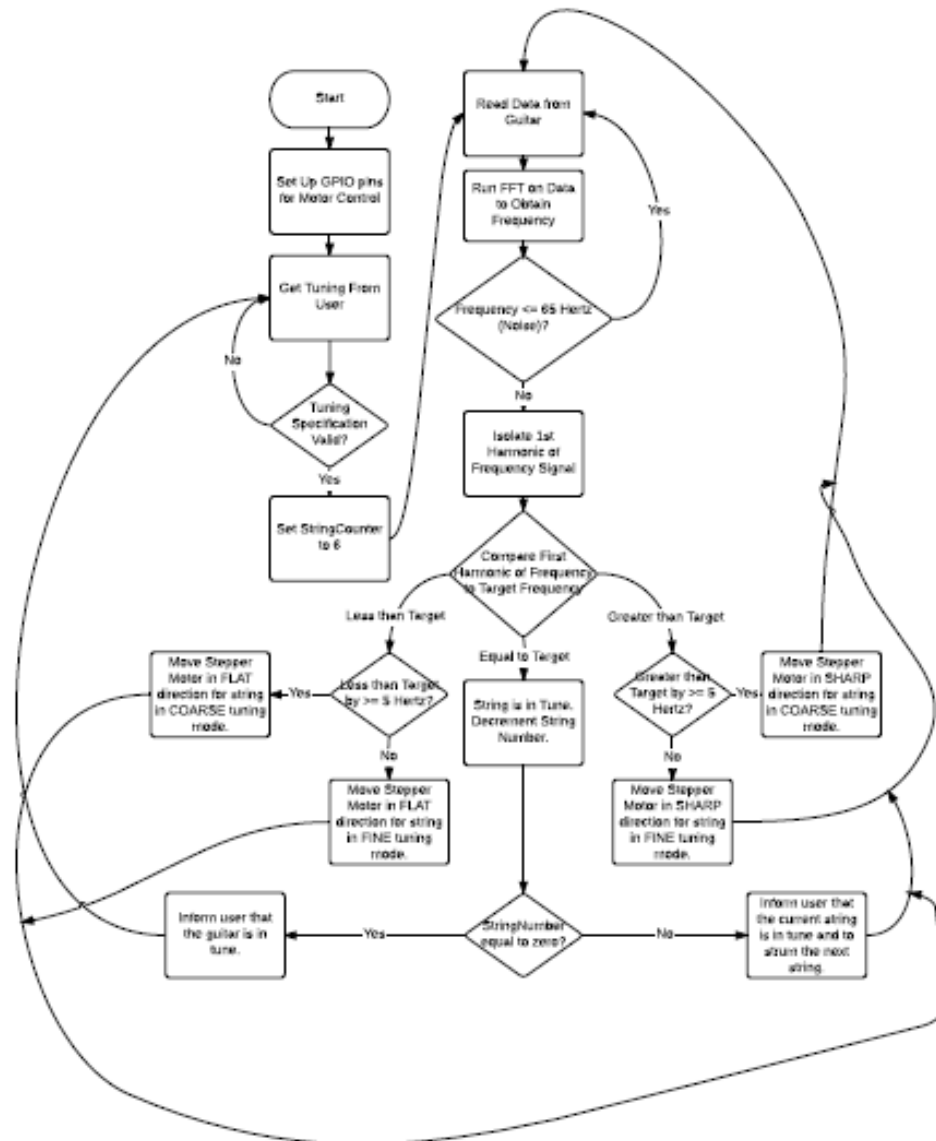 Start
Set Up GPIO pins
for Motor Control
Get Tuning From
User
No
Tuning
Specification
Valid?
Yes
Set StringCounter
to 6
Read Data from
Guitar
Run FFT on Data
to Obtain
Frequency
Yes
Frequency <= 65 Hertz
(Noise)?
No
Isolate 1st
Harmonic of
Frequency Signal
Compare First
Harmonic of Frequency
to Target Frequency
Less than Target
Greater than Target
Equal to Target
Less than Target
by >= 5 Hertz?
Yes
Move Stepper
Motor in FLAT
direction for string
in COARSE tuning
mode.
No
Move Stepper
Motor in FLAT
direction for string
in FINE tuning
mode.
String is in Tune.
Decrement String
Number.
Greater than
Target by >= 5
Hertz?
Yes
Move Stepper
Motor in SHARP
direction for string
in COARSE tuning
mode.
No
Move Stepper
Motor in SHARP
direction for string
in FINE tuning
mode.
StringNumber
equal to zero?
Yes
Inform user that
the guitar is in
tune.
No
Inform user that
the current string
is in tune and to
strum the next
string.